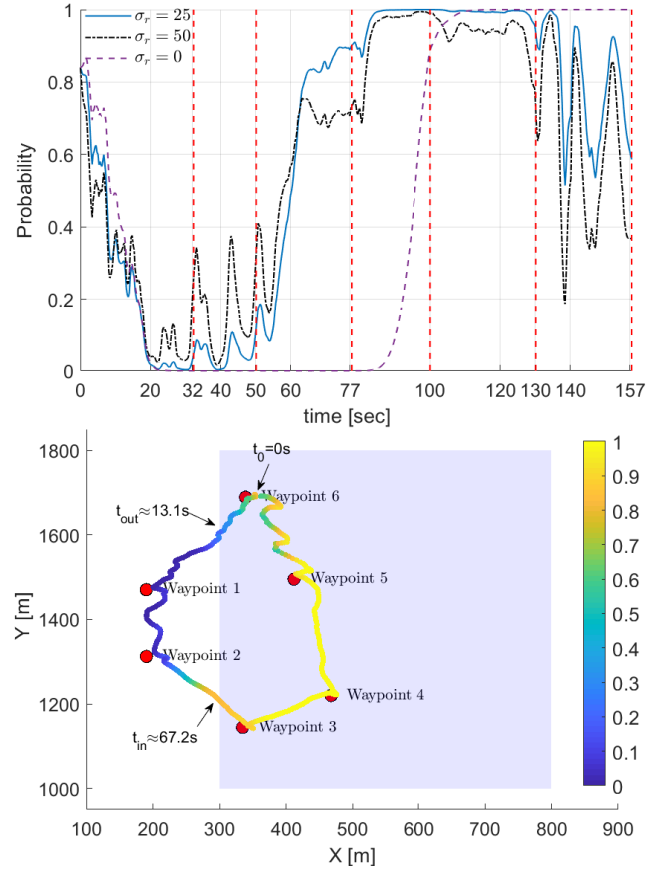 1
0.8
0.6
0.4
0.2
0
Probability
σr = 25
σr = 50
σr = 0
0 20 32 40 50 60 77 100 120 130 140 157
time [sec]
1800
1700
1600
1500
1400
1300
1200
1100
1000
Y [m]
t0=0s
Waypoint 6
tout≈13.1s
Waypoint 5
Waypoint 1
Waypoint 2
Waypoint 4
Waypoint 3
tin≈67.2s
1
0.9
0.8
0.7
0.6
0.5
0.4
0.3
0.2
0.1
0
100 200 300 400 500 600 700 800 900
X [m]